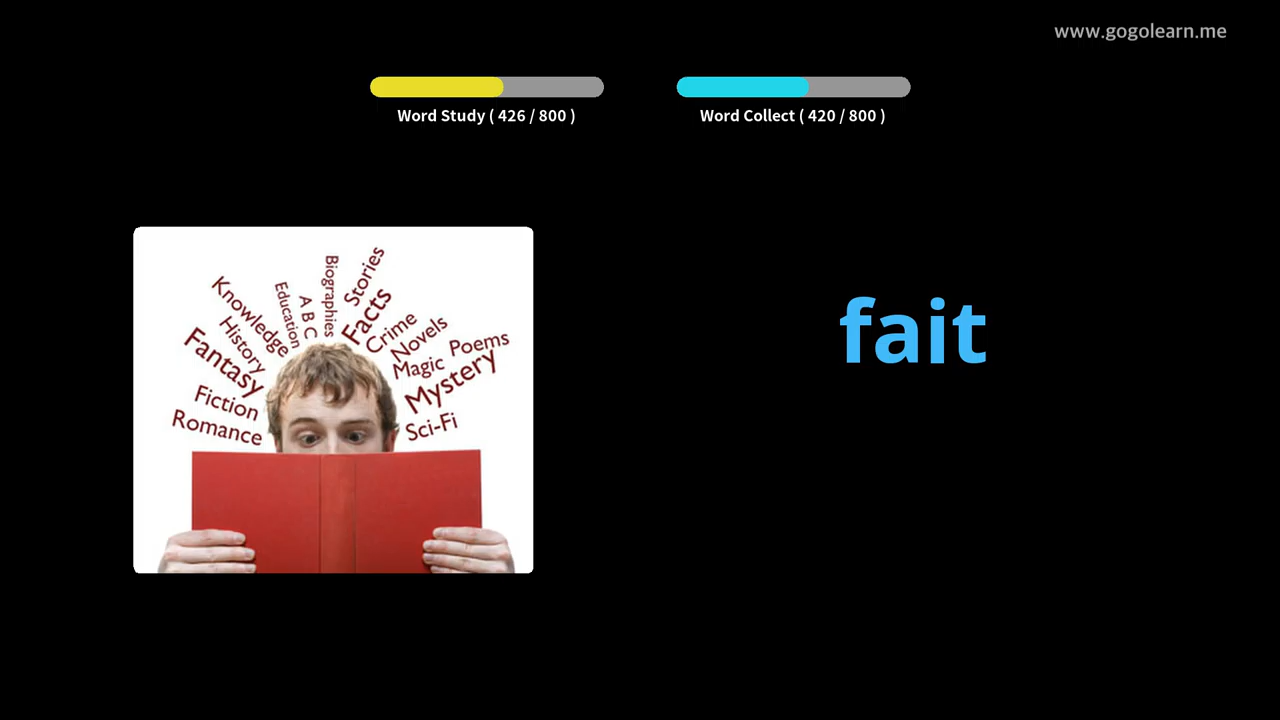 www.gogolearn.me
Word Study ( 426 / 800 )
Word Collect ( 420 / 800 )
Knowledge
Education
A B C
Biographies
Stories
Facts
History
Crime
Novels
Poems
Fantasy
Magic
Mystery
Fiction
Romance
Sci-Fi
fait